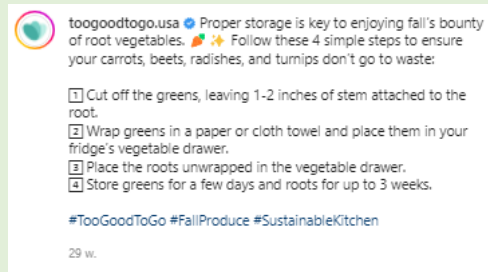 toogoodtogo.usa Proper storage is key to enjoying fall's bounty
of root vegetables. 🥕✨ Follow these 4 simple steps to ensure
your carrots, beets, radishes, and turnips don't go to waste:
1 Cut off the greens, leaving 1-2 inches of stem attached to the
root.
2 Wrap greens in a paper or cloth towel and place them in your
fridge's vegetable drawer.
3 Place the roots unwrapped in the vegetable drawer.
4 Store greens for a few days and roots for up to 3 weeks.
#TooGoodToGo #FallProduce #SustainableKitchen
29 w.